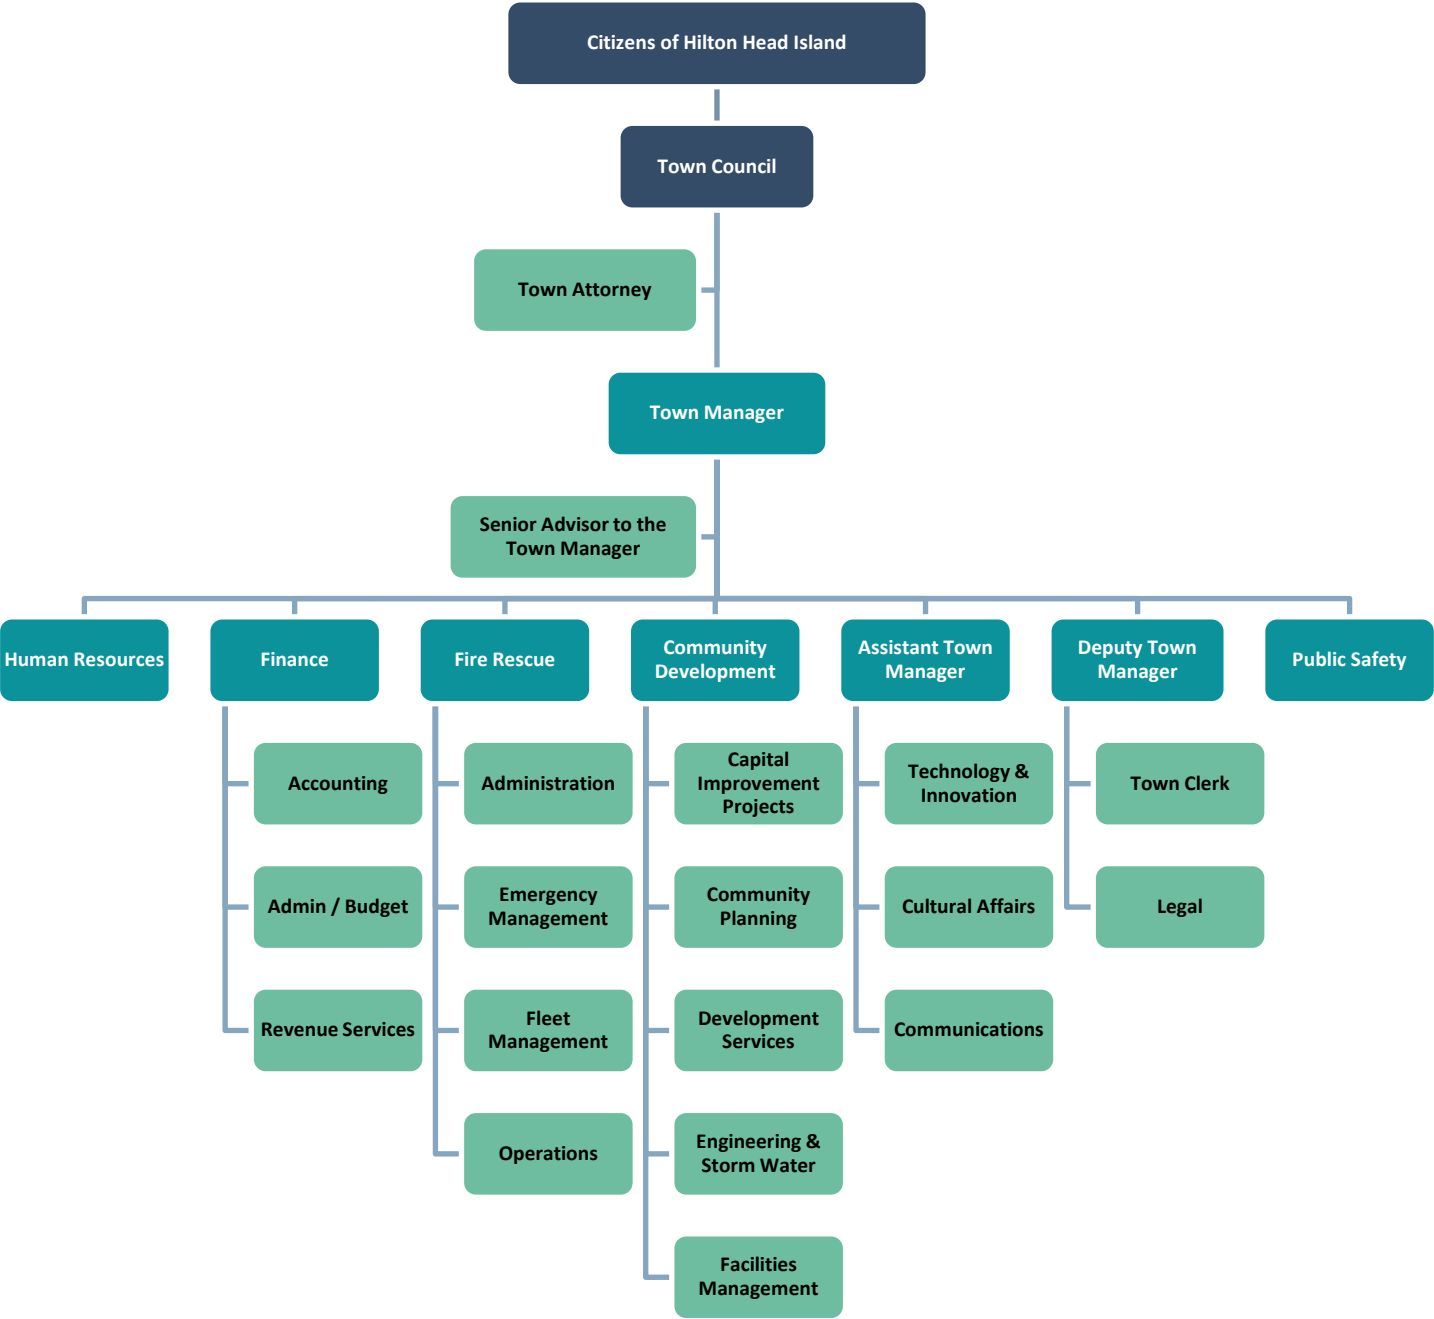 Citizens of Hilton Head Island
Town Council
Town Attorney
Town Manager
Senior Advisor to the
Town Manager
Human Resources
Finance
Fire Rescue
Community
Development
Assistant Town
Manager
Deputy Town
Manager
Public Safety
Accounting
Admin / Budget
Revenue Services
Administration
Emergency
Management
Fleet
Management
Operations
Capital
Improvement
Projects
Community
Planning
Development
Services
Engineering &
Storm Water
Facilities
Management
Technology &
Innovation
Cultural Affairs
Communications
Town Clerk
Legal